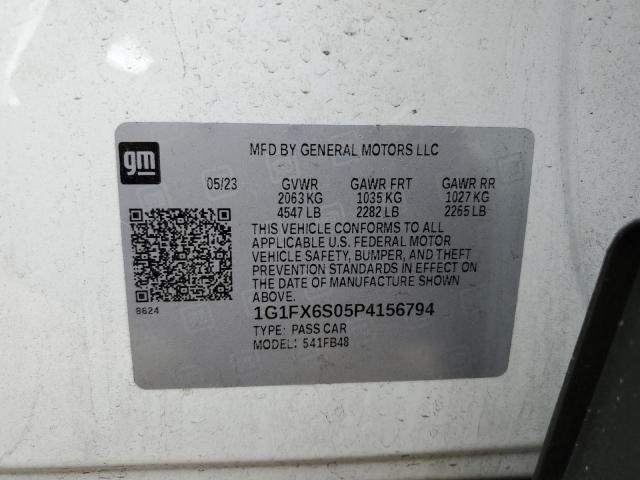 gm
MFD BY GENERAL MOTORS LLC
05/23 GVWR GAWR FRT GAWR RR
2063 KG 1035 KG 1027 KG
4547 LB 2282 LB 2265 LB
THIS VEHICLE CONFORMS TO ALL
APPLICABLE U.S. FEDERAL MOTOR
VEHICLE SAFETY, BUMPER, AND THEFT
PREVENTION STANDARDS IN EFFECT ON
THE DATE OF MANUFACTURE SHOWN
ABOVE.
8624
1G1FX6S05P4156794
TYPE: PASS CAR
MODEL: 541FB48